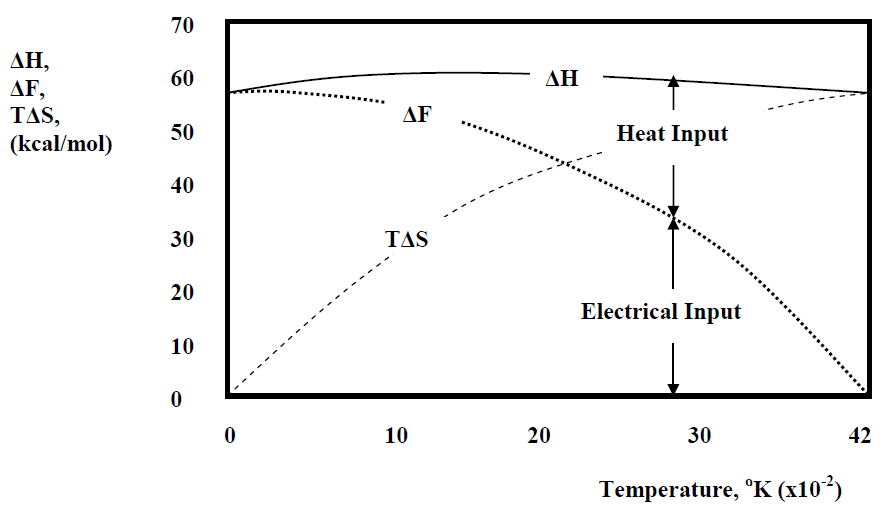 70
ΔH,
ΔF,
TΔS,
(kcal/mol)
60
50
40
30
20
10
0
ΔH
ΔF
Heat Input
TΔS
Electrical Input
0 10 20 30 42
Temperature, °K (x10⁻²)